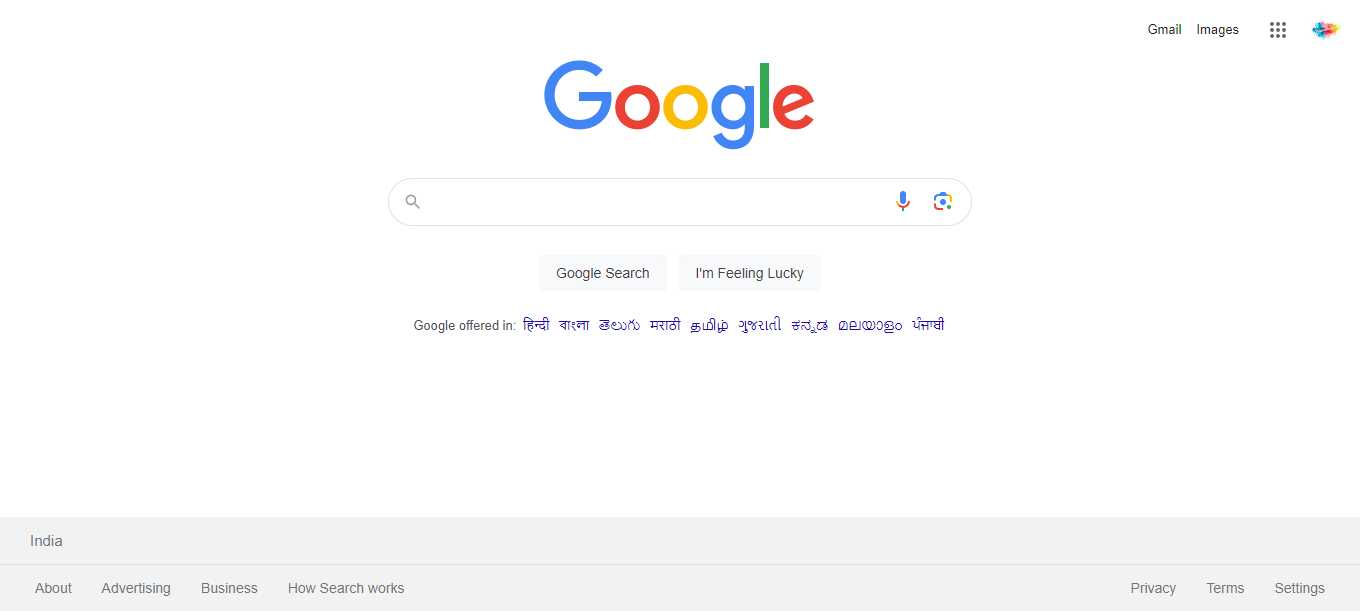 Gmail Images
Google
Google Search I'm Feeling Lucky
Google offered in: हिन्दी বাংলা తెలుగు मराठी தமிழ் ગુજરાતી ಕನ್ನಡ മലയാളം ਪੰਜਾਬੀ
India
About Advertising Business How Search works Privacy Terms Settings